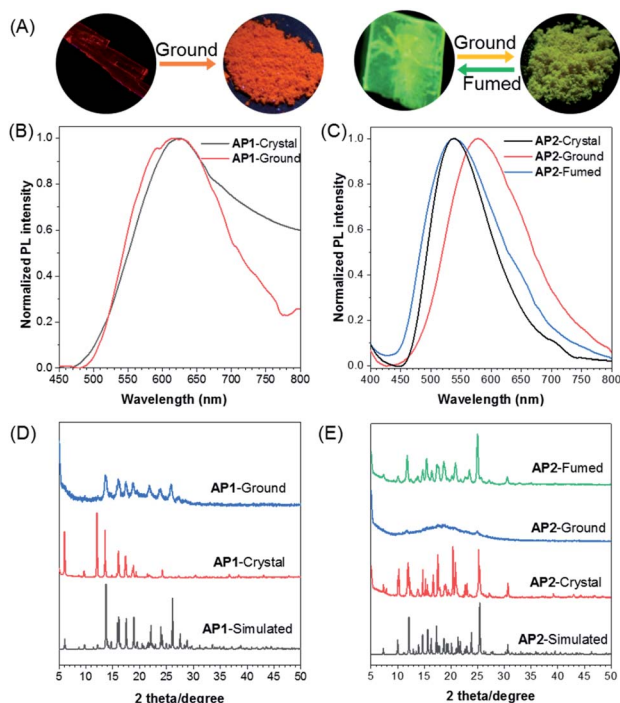 (A)
Ground
Ground
Fumed
(B)
Normalized PL intensity
1.0
0.8
0.6
0.4
0.2
0.0
AP1-Crystal
AP1-Ground
450 500 550 600 650 700 750 800
Wavelength (nm)
(C)
Normalized PL intensity
1.0
0.8
0.6
0.4
0.2
0.0
AP2-Crystal
AP2-Ground
AP2-Fumed
400 450 500 550 600 650 700 750 800
Wavelength (nm)
(D)
AP1-Ground
AP1-Crystal
AP1-Simulated
5 10 15 20 25 30 35 40 45 50
2 theta/degree
(E)
AP2-Fumed
AP2-Ground
AP2-Crystal
AP2-Simulated
5 10 15 20 25 30 35 40 45 50
2 theta/degree